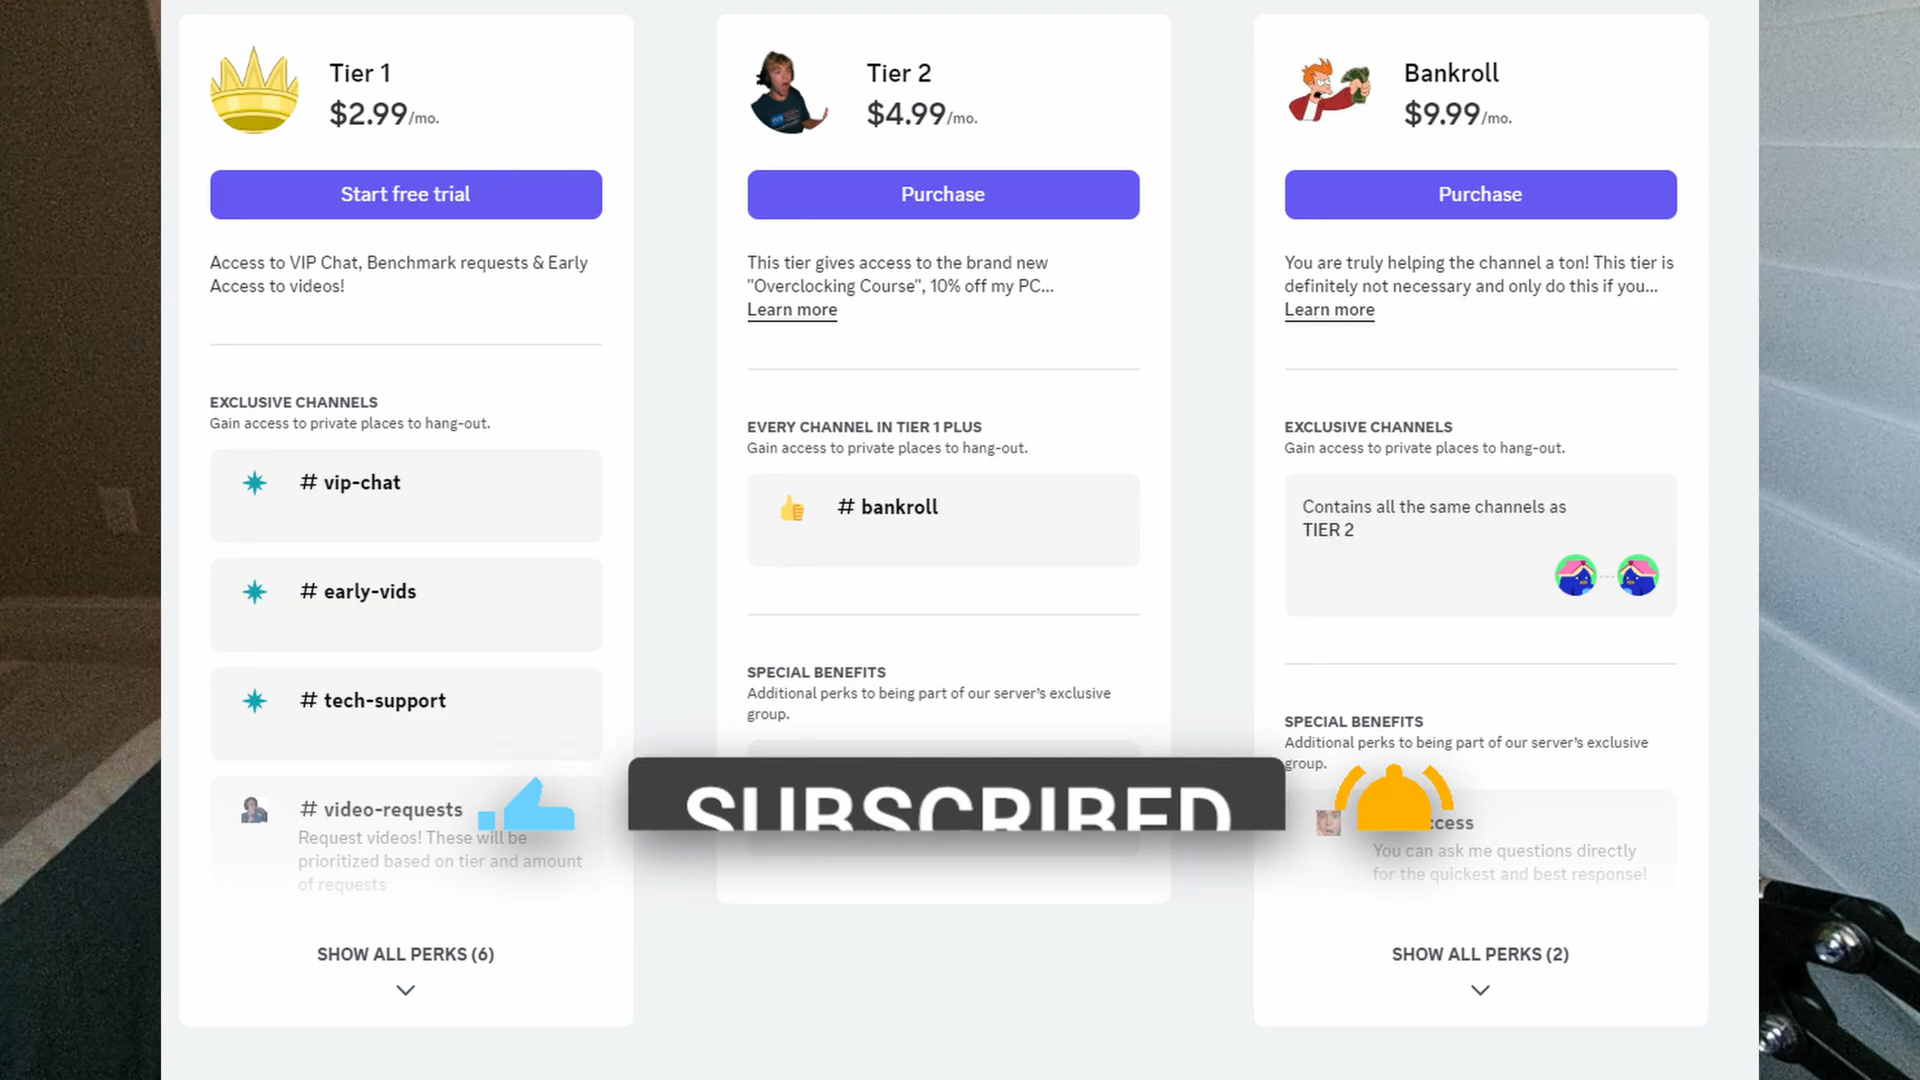 Tier 1
$2.99/mo.
Start free trial
Access to VIP Chat, Benchmark requests & Early
Access to videos!
EXCLUSIVE CHANNELS
Gain access to private places to hang-out.
# vip-chat
# early-vids
# tech-support
# video-requests
Request videos! These will be
prioritized based on tier and amount
of requests
SHOW ALL PERKS (6)
Tier 2
$4.99/mo.
Purchase
This tier gives access to the brand new
"Overclocking Course", 10% off my PC...
Learn more
EVERY CHANNEL IN TIER 1 PLUS
Gain access to private places to hang-out.
# bankroll
SPECIAL BENEFITS
Additional perks to being part of our server's exclusive
group.
SUBSCRIBED
Bankroll
$9.99/mo.
Purchase
You are truly helping the channel a ton! This tier is
definitely not necessary and only do this if you...
Learn more
EXCLUSIVE CHANNELS
Gain access to private places to hang-out.
Contains all the same channels as
TIER 2
SPECIAL BENEFITS
Additional perks to being part of our server's exclusive
group.
You can ask me questions directly
for the quickest and best response!
SHOW ALL PERKS (2)